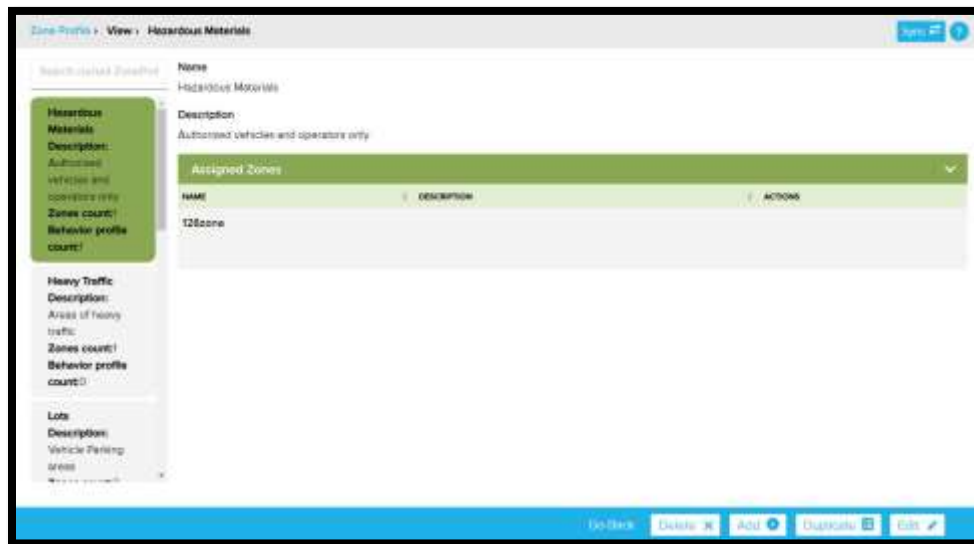 Zone Profile › View › Hazardous Materials
Sync
?
Name
Hazardous Materials
Description
Authorised vehicles and operators only
Assigned Zones
NAME
DESCRIPTION
ACTIONS
128zone
Hazardous
Materials
Description:
Authorised
vehicles and
operators only
Zones count:1
Behavior profile
count:1
Heavy Traffic
Description:
Areas of heavy
traffic
Zones count:1
Behavior profile
count:0
Lots
Description:
Vehicle Parking
areas
Go Back
Delete
Add
Duplicate
Edit